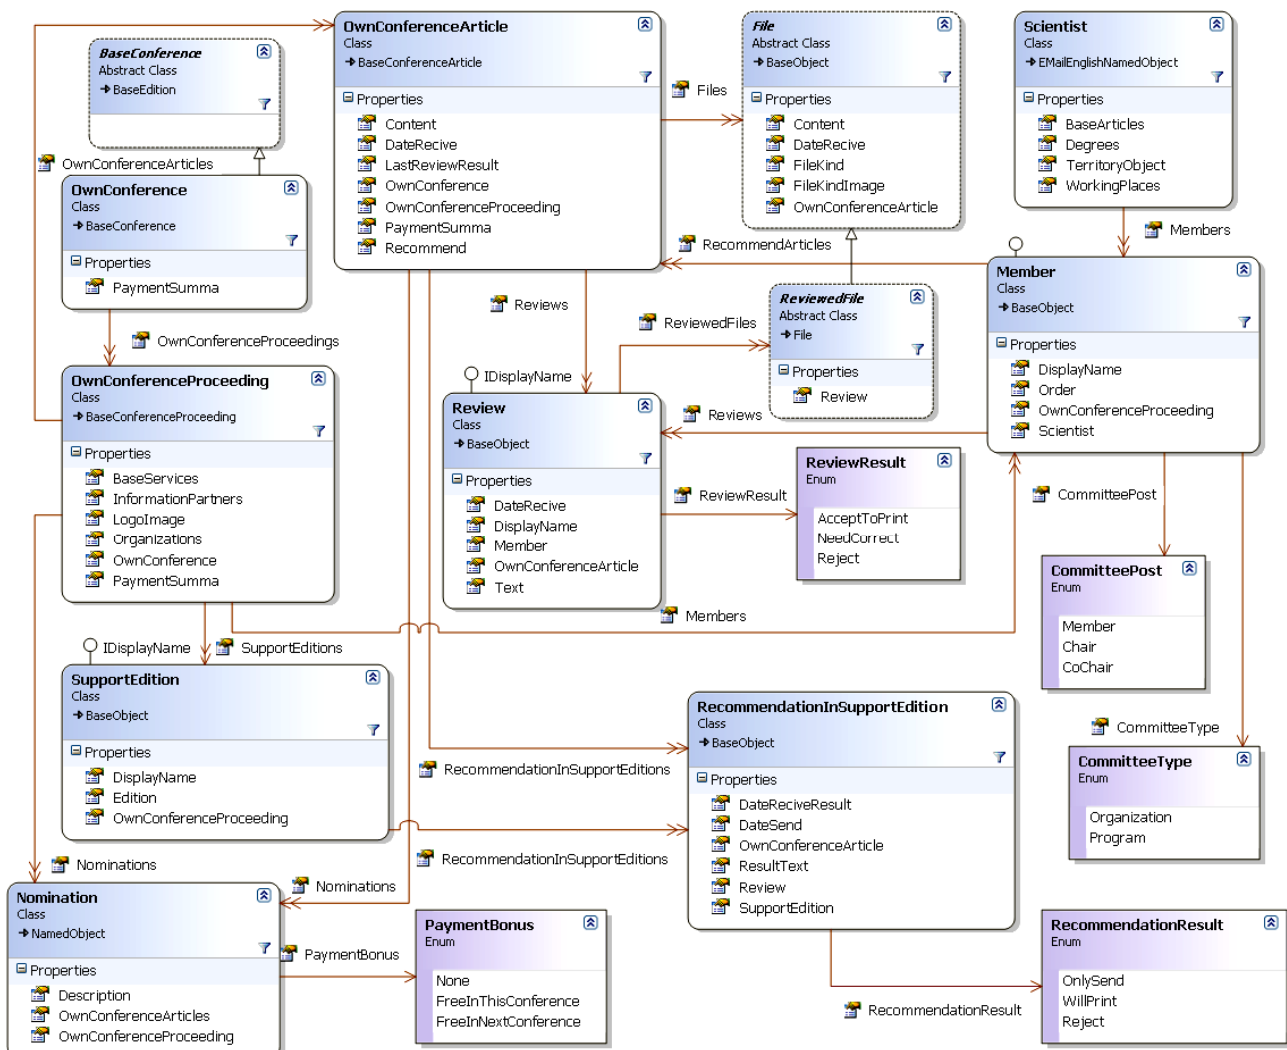 OwnConferenceArticle
Class
BaseConferenceArticle
Properties
Content
DateRecive
LastReviewResult
OwnConference
OwnConferenceProceeding
PaymentSumma
Recommend
File
Abstract Class
BaseObject
Properties
Content
DateRecive
FileKind
FileKindImage
OwnConferenceArticle
Scientist
Class
EMailEnglishNamedObject
Properties
BaseArticles
Degrees
TerritoryObject
WorkingPlaces
BaseConference
Abstract Class
BaseEdition
Files
OwnConferenceArticles
OwnConference
Class
BaseConference
Properties
PaymentSumma
RecommendArticles
Members
Member
Class
BaseObject
Properties
DisplayName
Order
OwnConferenceProceeding
Scientist
Reviews
ReviewedFiles
ReviewedFile
Abstract Class
File
Properties
Review
OwnConferenceProceedings
OwnConferenceProceeding
Class
BaseConferenceProceeding
Properties
BaseServices
InformationPartners
LogoImage
Organizations
OwnConference
PaymentSumma
IDisplayName
Review
Class
BaseObject
Properties
DateRecive
DisplayName
Member
OwnConferenceArticle
Text
Reviews
ReviewResult
ReviewResult
Enum
AcceptToPrint
NeedCorrect
Reject
CommitteePost
CommitteePost
Enum
Member
Chair
CoChair
Members
IDisplayName
SupportEditions
SupportEdition
Class
BaseObject
Properties
DisplayName
Edition
OwnConferenceProceeding
RecommendationInSupportEdition
Class
BaseObject
Properties
DateReciveResult
DateSend
OwnConferenceArticle
ResultText
Review
SupportEdition
RecommendationInSupportEditions
RecommendationInSupportEditions
CommitteeType
CommitteeType
Enum
Organization
Program
Nominations
Nominations
Nomination
Class
NamedObject
Properties
Description
OwnConferenceArticles
OwnConferenceProceeding
PaymentBonus
PaymentBonus
Enum
None
FreeInThisConference
FreeInNextConference
RecommendationResult
RecommendationResult
Enum
OnlySend
WillPrint
Reject